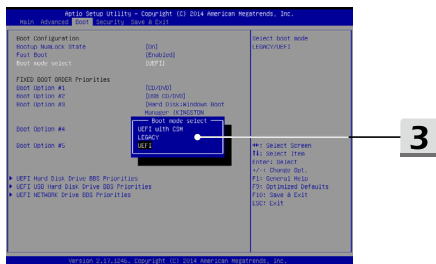 Aptio Setup Utility - Copyright (C) 2014 American Megatrends, Inc.
Main Advanced Boot Security Save & Exit
Boot Configuration
Bootup NumLock State [On]
Fast Boot [Enabled]
Boot mode select [UEFI]
FIXED BOOT ORDER Priorities
Boot Option #1 [CD/DVD]
Boot Option #2 [USB CD/DVD]
Boot Option #3 [Hard Disk:Windows Boot
Manager (KINGSTON
Boot Option #4
Boot Option #5
Boot mode select
UEFI with CSM
LEGACY
UEFI
UEFI Hard Disk Drive BBS Priorities
UEFI USB Hard Disk Drive BBS Priorities
UEFI NETWORK Drive BBS Priorities
Select boot mode
LEGACY/UEFI
: Select Screen
: Select Item
Enter: Select
+/-: Change Opt.
F1: General Help
F9: Optimized Defaults
F10: Save & Exit
ESC: Exit
3
Version 2.17.1246. Copyright (C) 2014 American Megatrends, Inc.